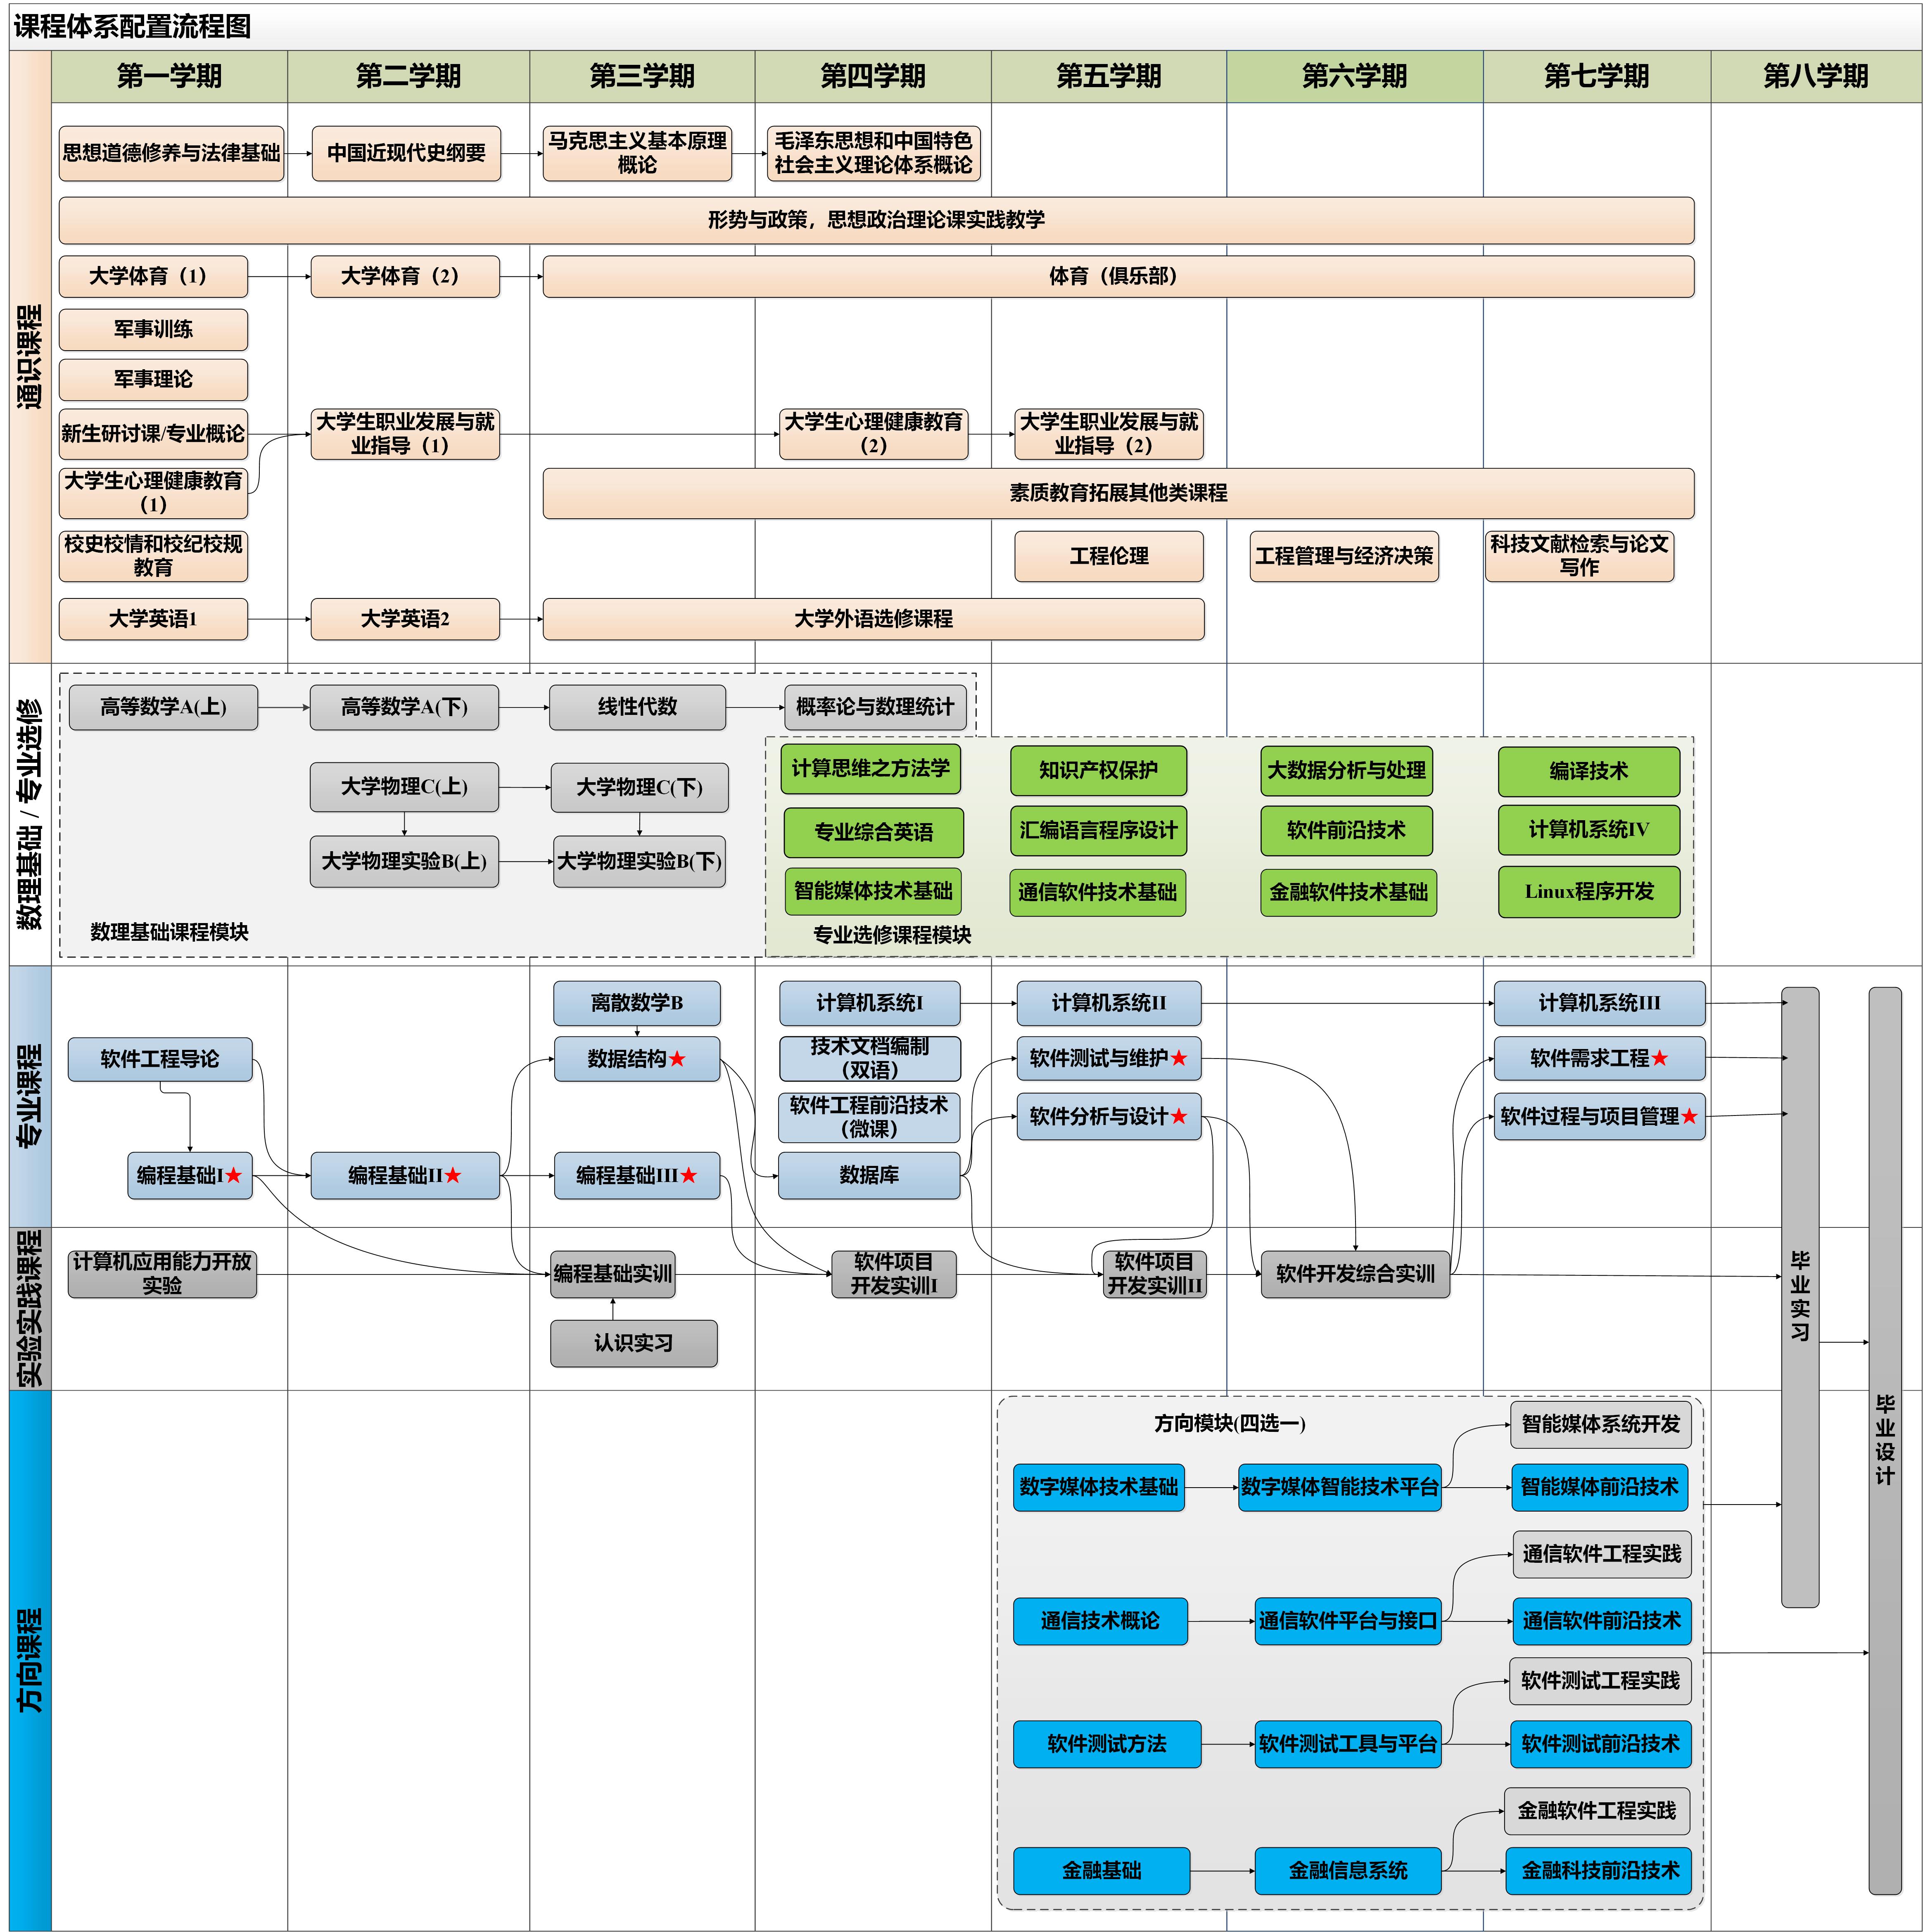 课程体系配置流程图
第一学期
第二学期
第三学期
第四学期
第五学期
第六学期
第七学期
第八学期
通识课程
思想道德修养与法律基础
中国近现代史纲要
马克思主义基本原理
概论
毛泽东思想和中国特色
社会主义理论体系概论
形势与政策，思想政治理论课实践教学
大学体育（1）
大学体育（2）
体育（俱乐部）
军事训练
军事理论
新生研讨课/专业概论
大学生职业发展与就
业指导（1）
大学生心理健康教育
（2）
大学生职业发展与就
业指导（2）
大学生心理健康教育
（1）
素质教育拓展其他类课程
校史校情和校纪校规
教育
工程伦理
工程管理与经济决策
科技文献检索与论文
写作
大学英语1
大学英语2
大学外语选修课程
数理基础 / 专业选修
高等数学A(上)
高等数学A(下)
线性代数
概率论与数理统计
大学物理C(上)
大学物理C(下)
大学物理实验B(上)
大学物理实验B(下)
数理基础课程模块
计算思维之方法学
知识产权保护
大数据分析与处理
编译技术
专业综合英语
汇编语言程序设计
软件前沿技术
计算机系统IV
智能媒体技术基础
通信软件技术基础
金融软件技术基础
Linux程序开发
专业选修课程模块
专业课程
离散数学B
计算机系统I
计算机系统II
计算机系统III
软件工程导论
数据结构★
技术文档编制
（双语）
软件测试与维护★
软件需求工程★
软件工程前沿技术
（微课）
软件分析与设计★
软件过程与项目管理★
编程基础I★
编程基础II★
编程基础III★
数据库
实验实践课程
计算机应用能力开放
实验
编程基础实训
软件项目
开发实训I
软件项目
开发实训II
软件开发综合实训
认识实习
毕业实习
毕业设计
方向课程
方向模块(四选一)
智能媒体系统开发
数字媒体技术基础
数字媒体智能技术平台
智能媒体前沿技术
通信软件工程实践
通信技术概论
通信软件平台与接口
通信软件前沿技术
软件测试工程实践
软件测试方法
软件测试工具与平台
软件测试前沿技术
金融软件工程实践
金融基础
金融信息系统
金融科技前沿技术